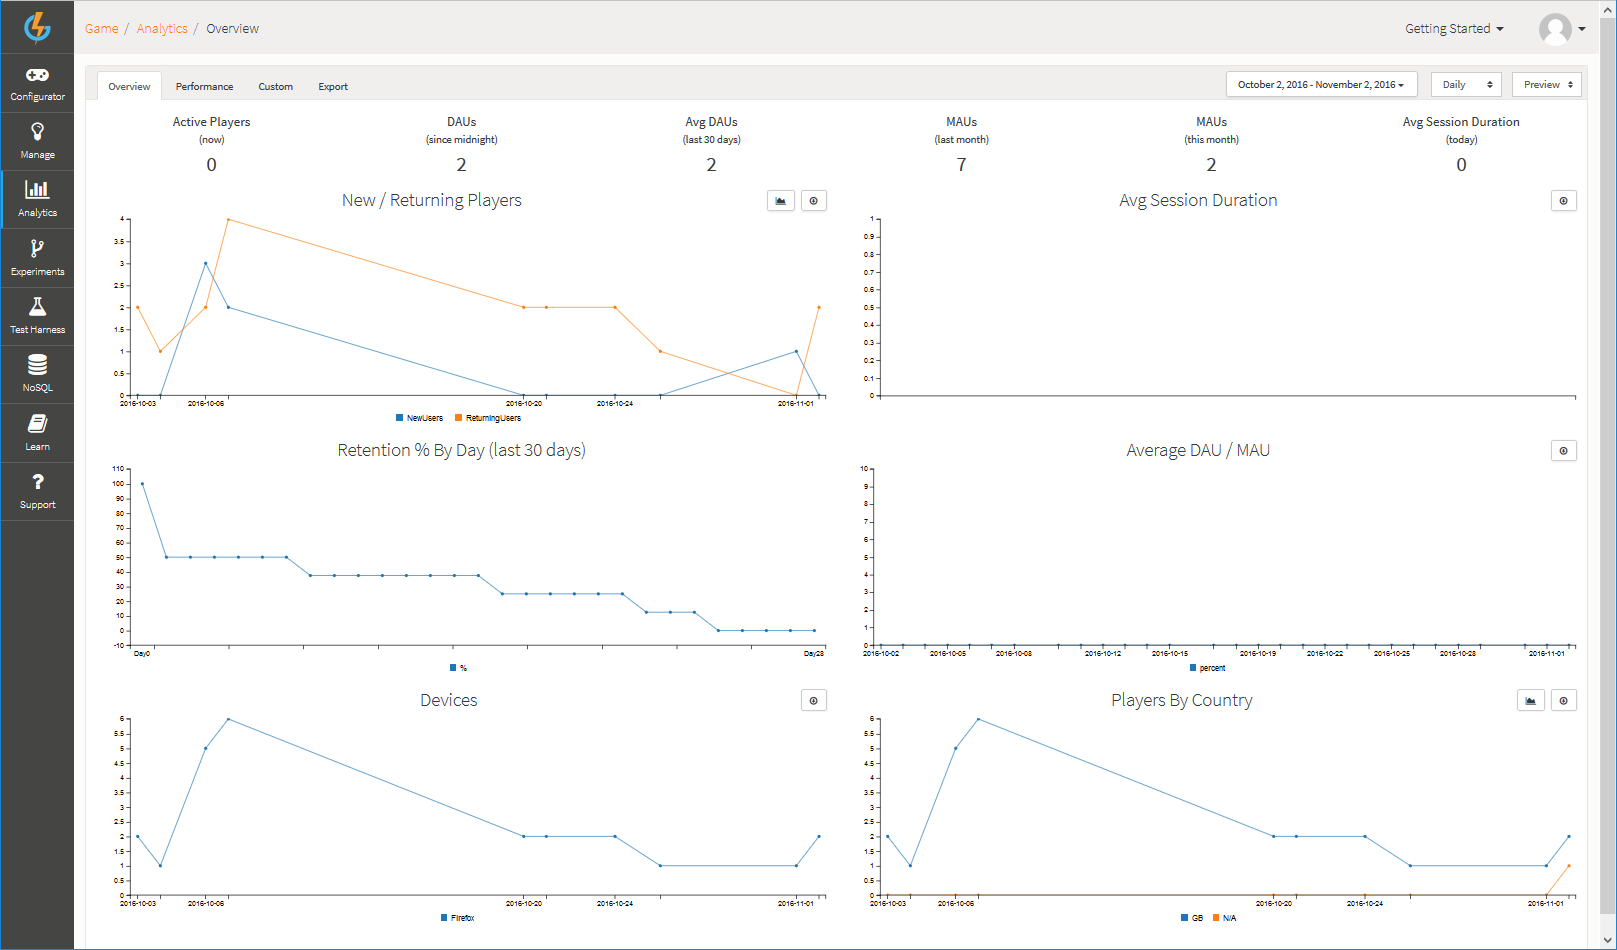 Game / Analytics / Overview
Getting Started
Configurator
Manage
Analytics
Experiments
Test Harness
NoSQL
Learn
Support
Overview Performance Custom Export
October 2, 2016 - November 2, 2016 Daily Preview
Active Players DAUs Avg DAUs MAUs MAUs Avg Session Duration
(now) (since midnight) (last 30 days) (last month) (this month) (today)
0 2 2 7 2 0
New / Returning Players
4
3.5
3
2.5
2
1.5
1
0.5
0
2016-10-03 2016-10-06 2016-10-20 2016-10-24 2016-11-01
NewUsers ReturningUsers
Avg Session Duration
1
0.9
0.8
0.7
0.6
0.5
0.4
0.3
0.2
0.1
0
Retention % By Day (last 30 days)
110
100
90
80
70
60
50
40
30
20
10
0
-10
Day0 Day28
%
Average DAU / MAU
10
9
8
7
6
5
4
3
2
1
0
2016-10-02 2016-10-05 2016-10-08 2016-10-12 2016-10-15 2016-10-19 2016-10-22 2016-10-25 2016-10-28 2016-11-01
percent
Devices
6
5.5
5
4.5
4
3.5
3
2.5
2
1.5
1
0.5
0
2016-10-03 2016-10-06 2016-10-20 2016-10-24 2016-11-01
Firefox
Players By Country
6
5.5
5
4.5
4
3.5
3
2.5
2
1.5
1
0.5
0
2016-10-03 2016-10-06 2016-10-20 2016-10-24 2016-11-01
GB N/A